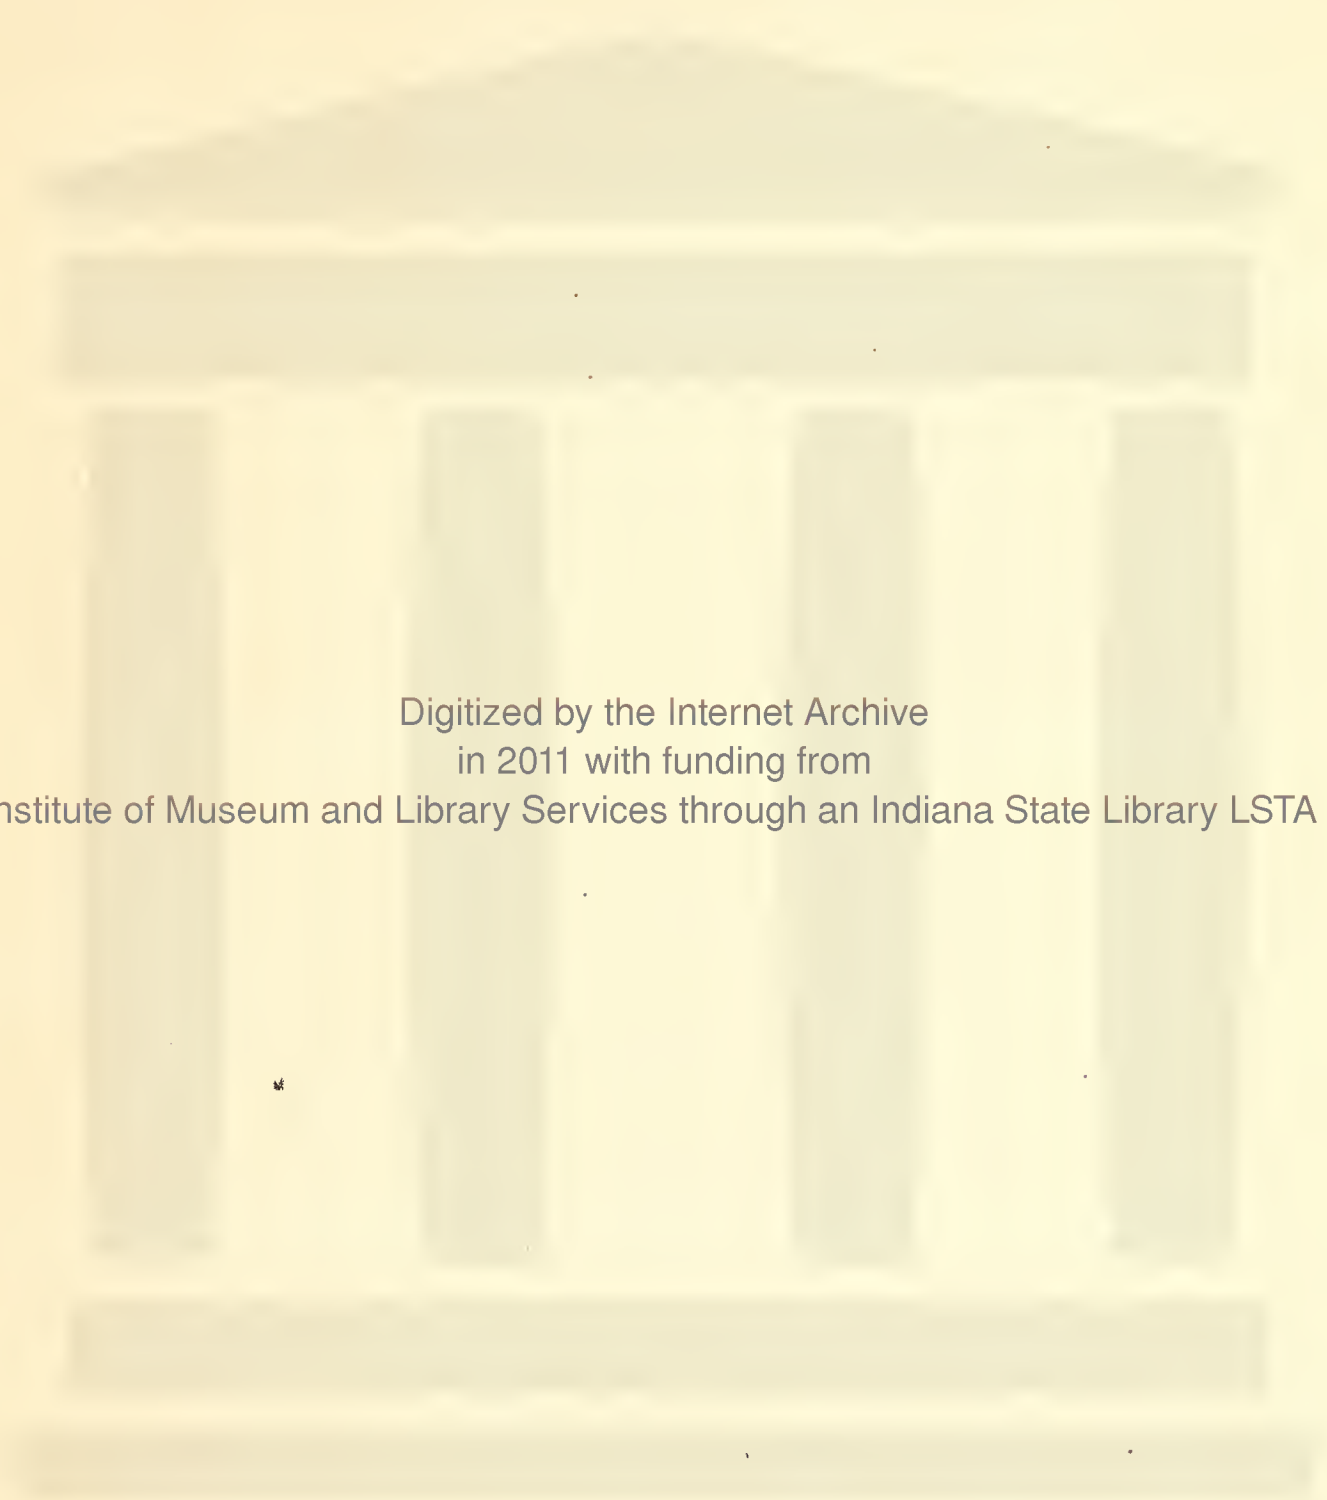 Digitized by the Internet Archive
in 2011 with funding from
nstitute of Museum and Library Services through an Indiana State Library LSTA